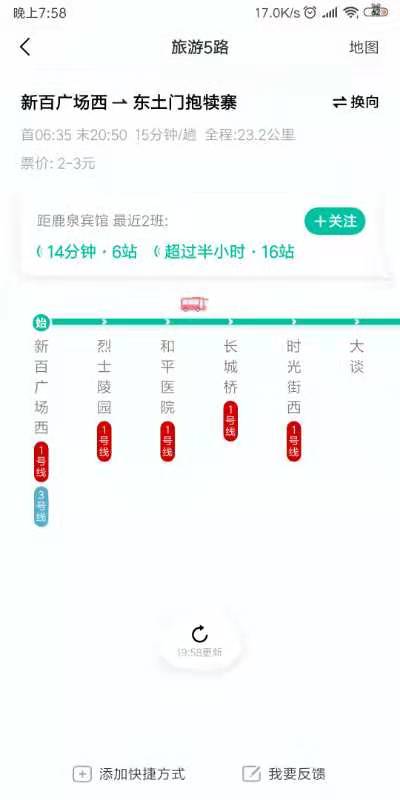 晚上7:58
17.0K/s
62
旅游5路
地图
新百广场西 → 东土门抱犊寨
换向
首06:35 末20:50 15分钟/趟 全程:23.2公里
票价: 2-3元
距鹿泉宾馆 最近2班:
+关注
14分钟·6站
超过半小时·16站
始
新百广场西
1号线
3号线
烈士陵园
1号线
和平医院
1号线
长城桥
1号线
时光街西
1号线
大谈
19:58更新
添加快捷方式
我要反馈